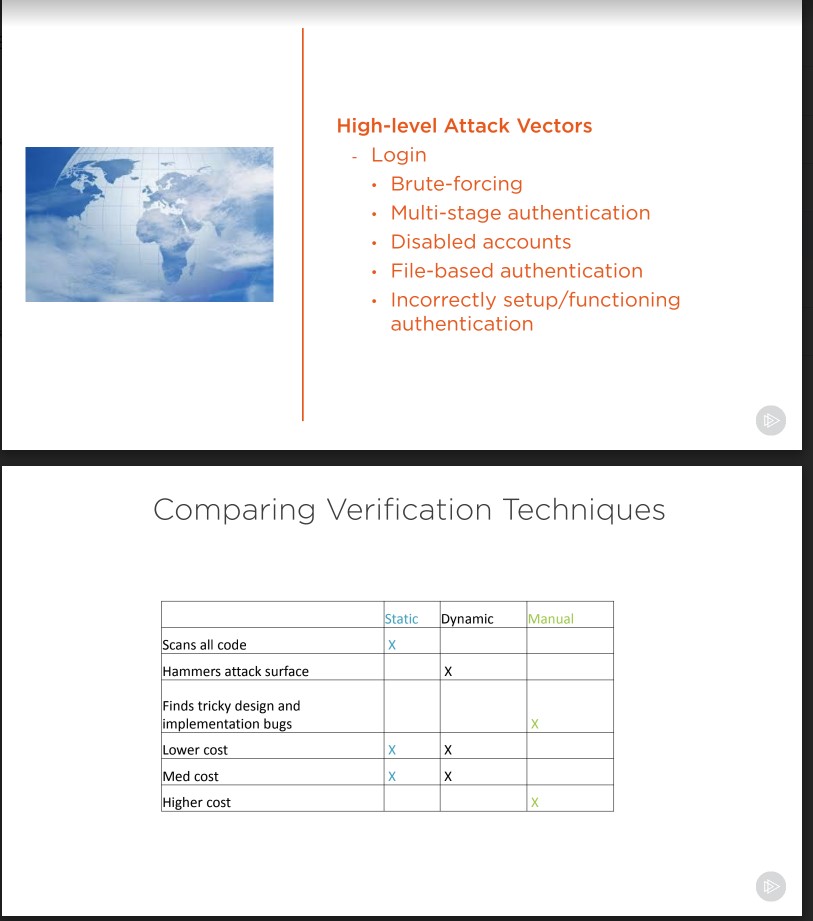 High-level Attack Vectors
- Login
• Brute-forcing
• Multi-stage authentication
• Disabled accounts
• File-based authentication
• Incorrectly setup/functioning
authentication
Comparing Verification Techniques
Static Dynamic Manual
Scans all code X
Hammers attack surface X
Finds tricky design and
implementation bugs X
Lower cost X X
Med cost X X
Higher cost X